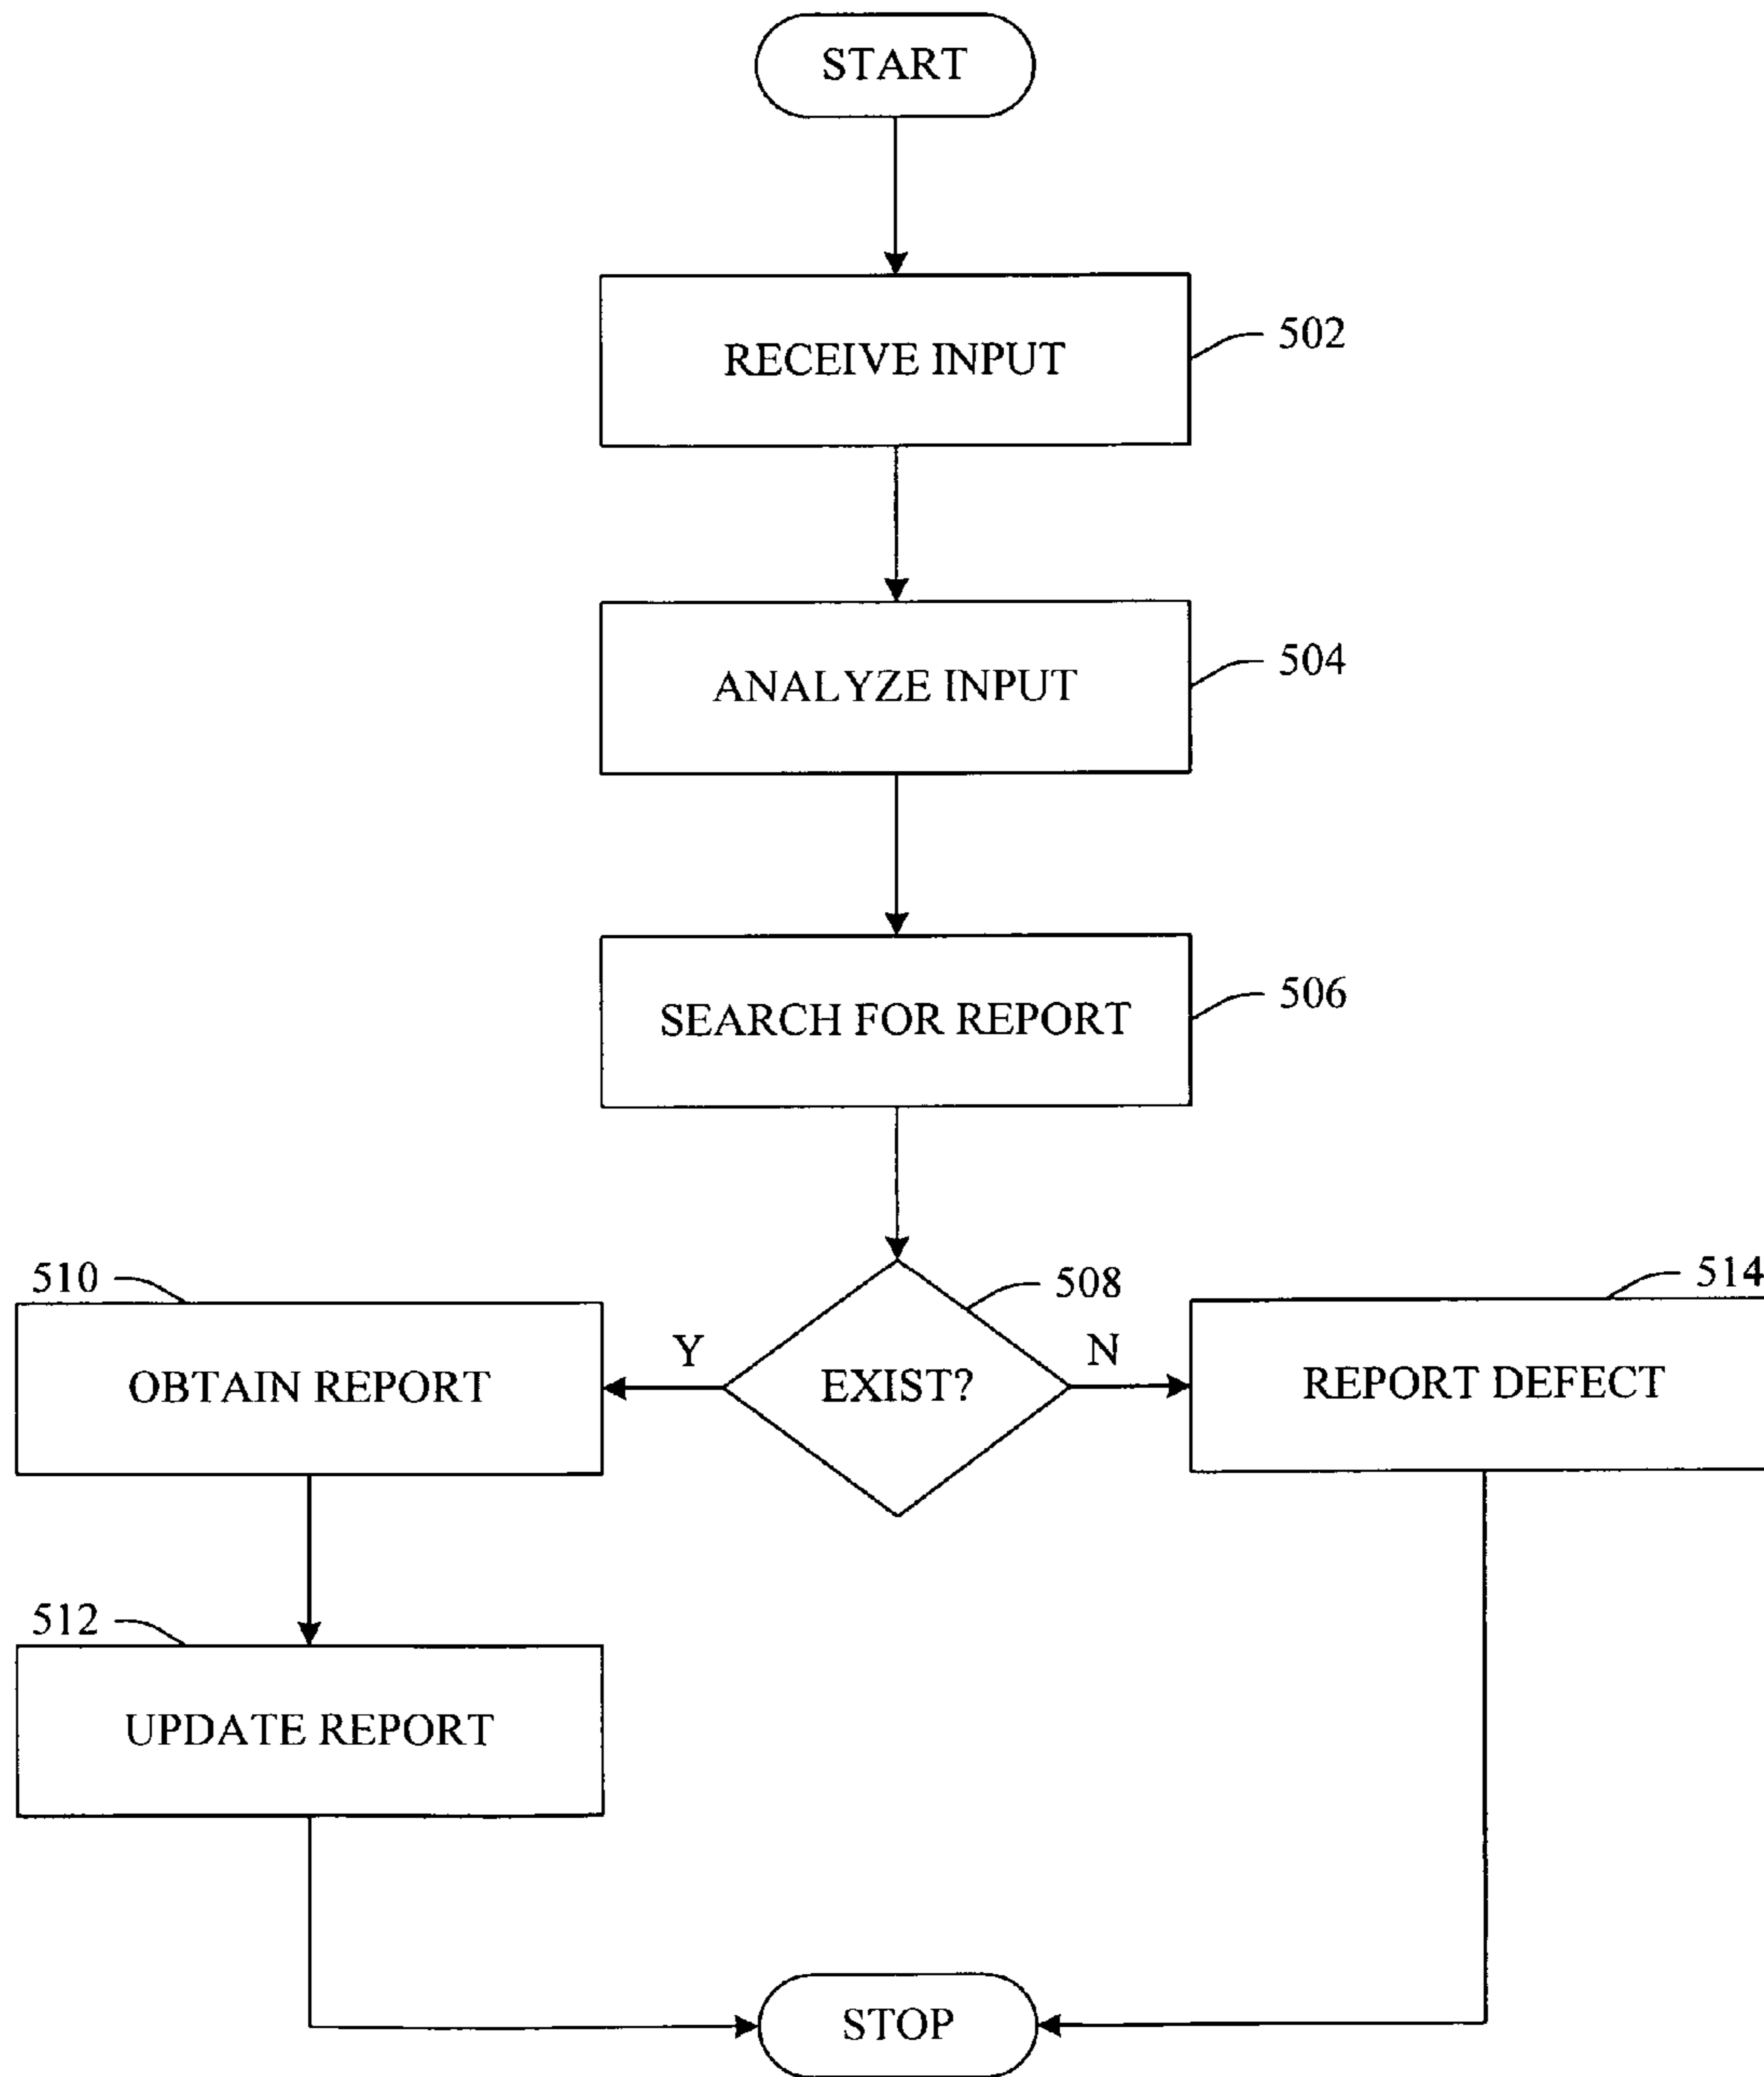 START
RECEIVE INPUT
502
ANALYZE INPUT
504
SEARCH FOR REPORT
506
510
508
514
Y
N
OBTAIN REPORT
EXIST?
REPORT DEFECT
512
UPDATE REPORT
STOP